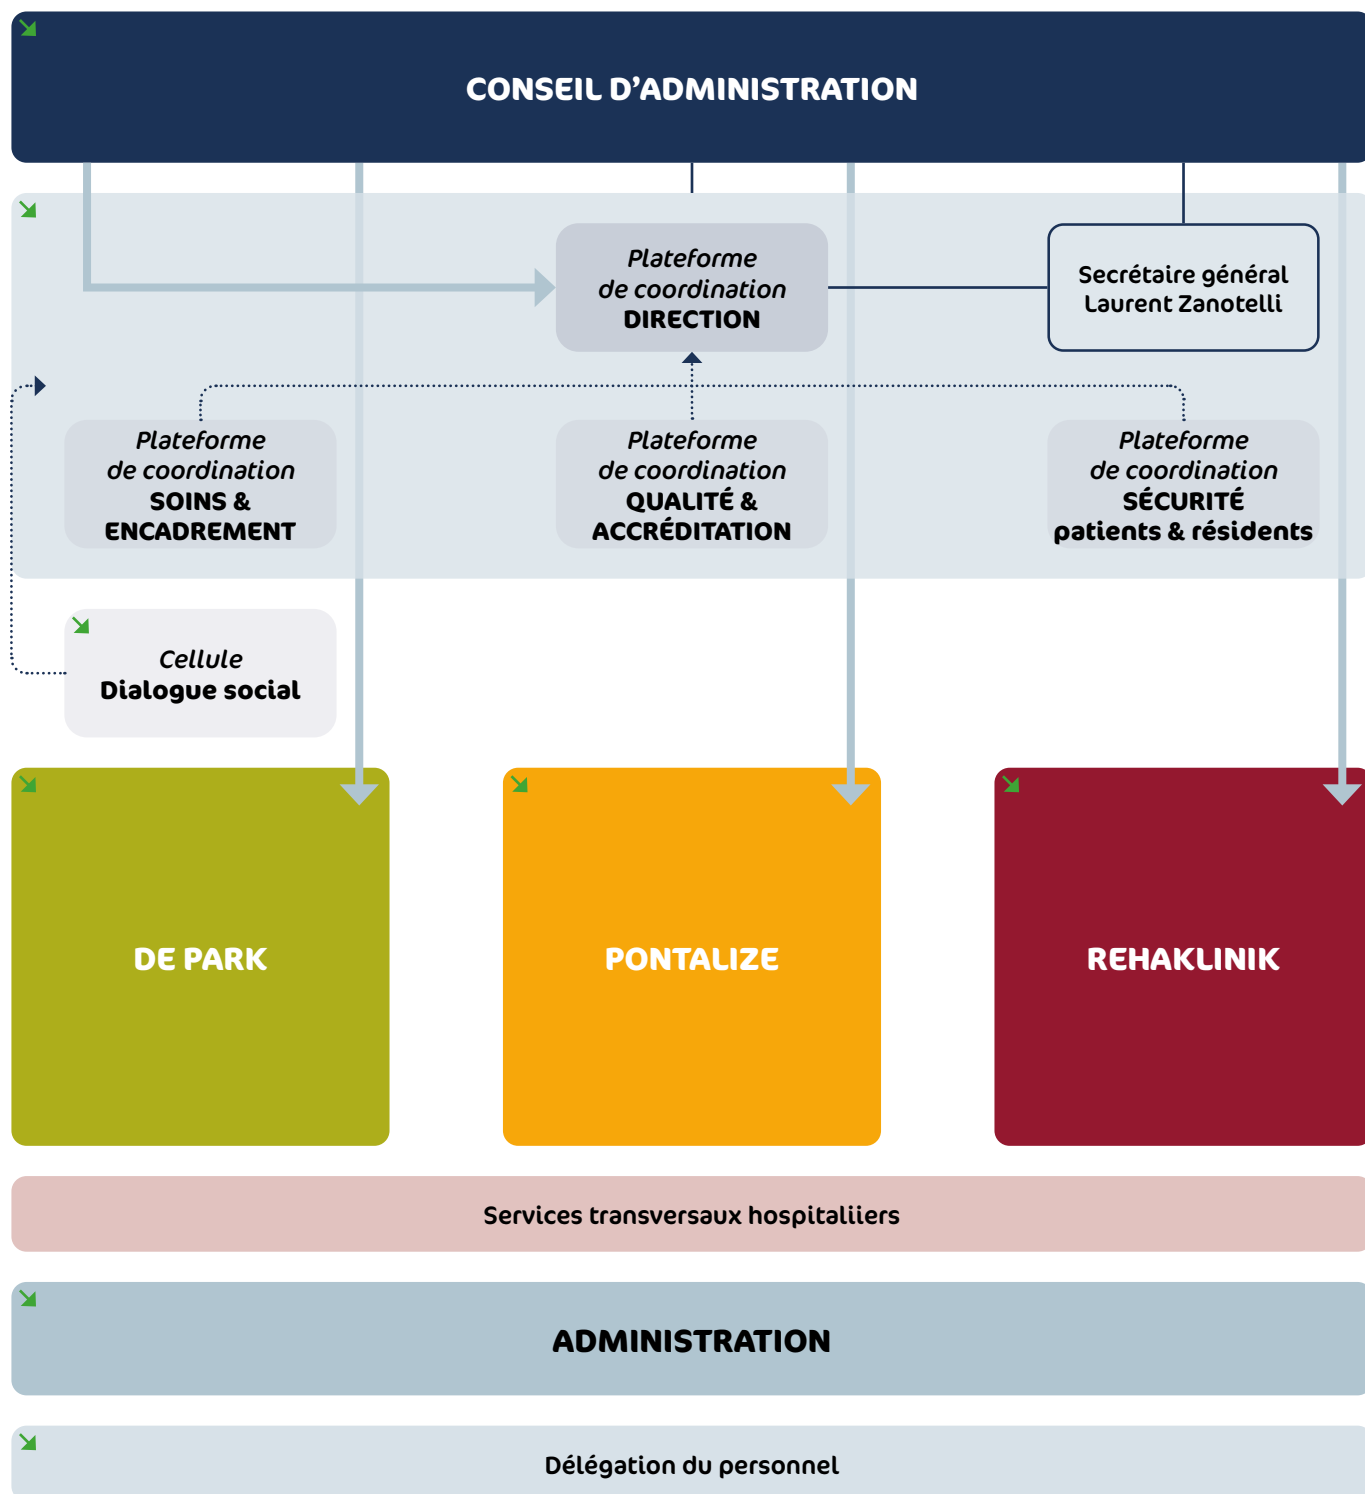 CONSEIL D’ADMINISTRATION
Plateforme
de coordination
DIRECTION
Secrétaire général
Laurent Zanotelli
Plateforme
de coordination
SOINS &
ENCADREMENT
Plateforme
de coordination
QUALITÉ &
ACCRÉDITATION
Plateforme
de coordination
SÉCURITÉ
patients & résidents
Cellule
Dialogue social
DE PARK
PONTALIZE
REHAKLINIK
Services transversaux hospitaliiers
ADMINISTRATION
Délégation du personnel